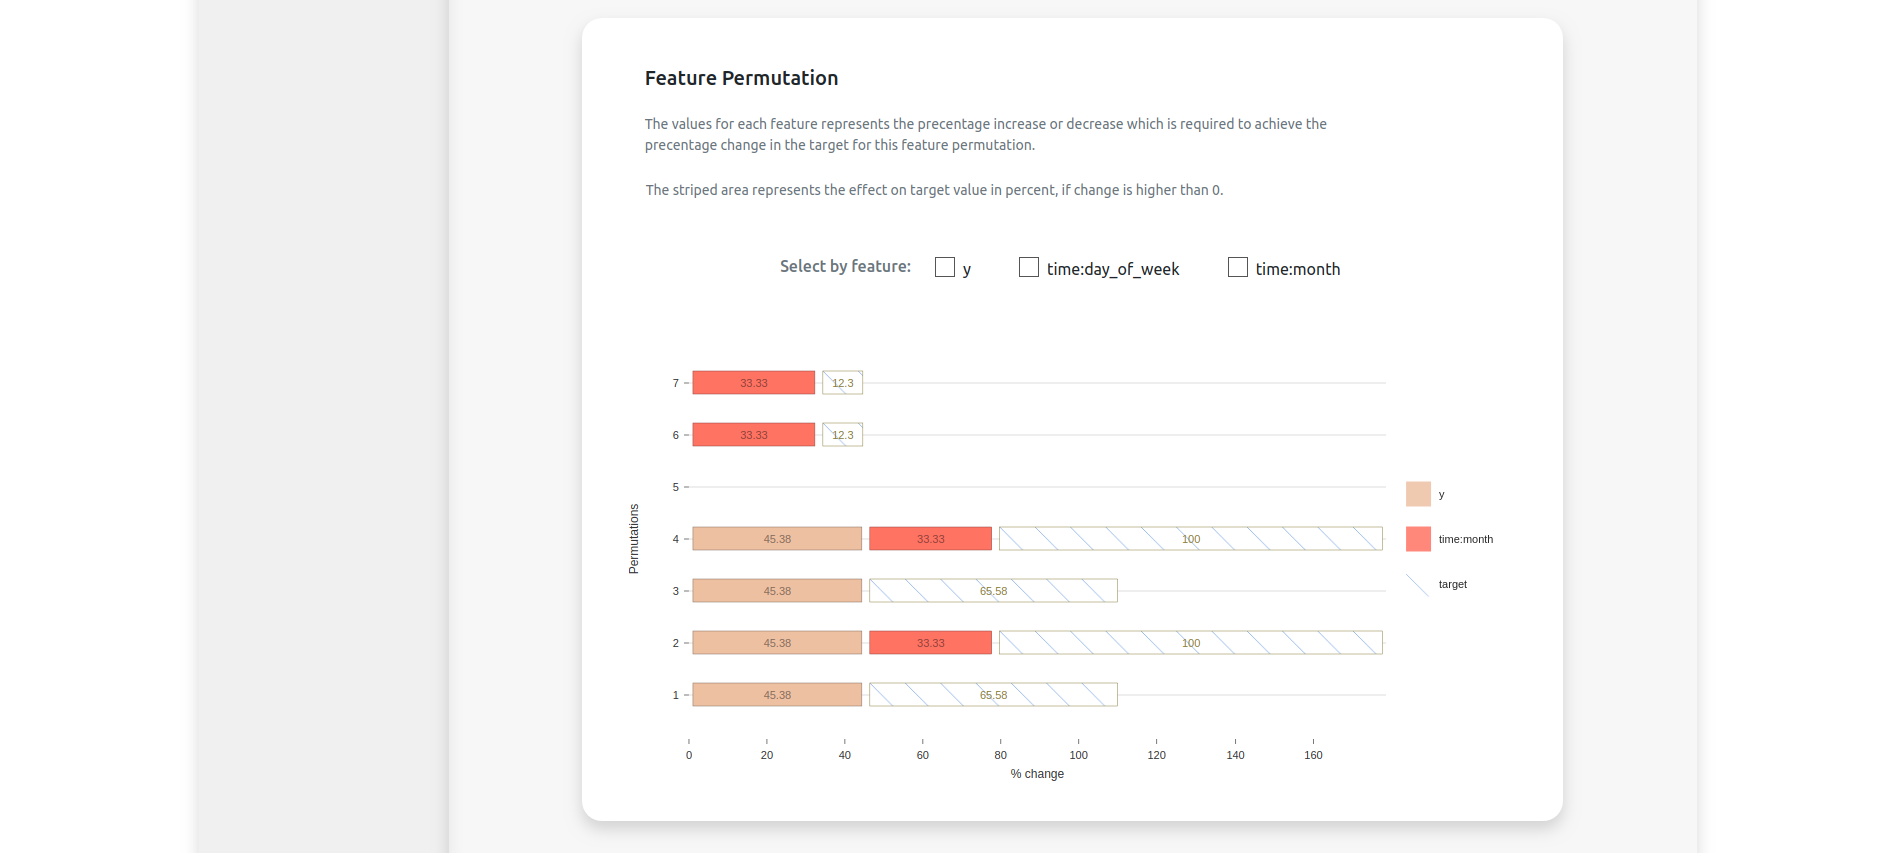 Feature Permutation
The values for each feature represents the precentage increase or decrease which is required to achieve the
precentage change in the target for this feature permutation.
The striped area represents the effect on target value in percent, if change is higher than 0.
Select by feature: y time:day_of_week time:month
7 33.33 12.3
6 33.33 12.3
5
4 45.38 33.33 100
3 45.38 65.58
2 45.38 33.33 100
1 45.38 65.58
Permutations
0 20 40 60 80 100 120 140 160
% change
y
time:month
target